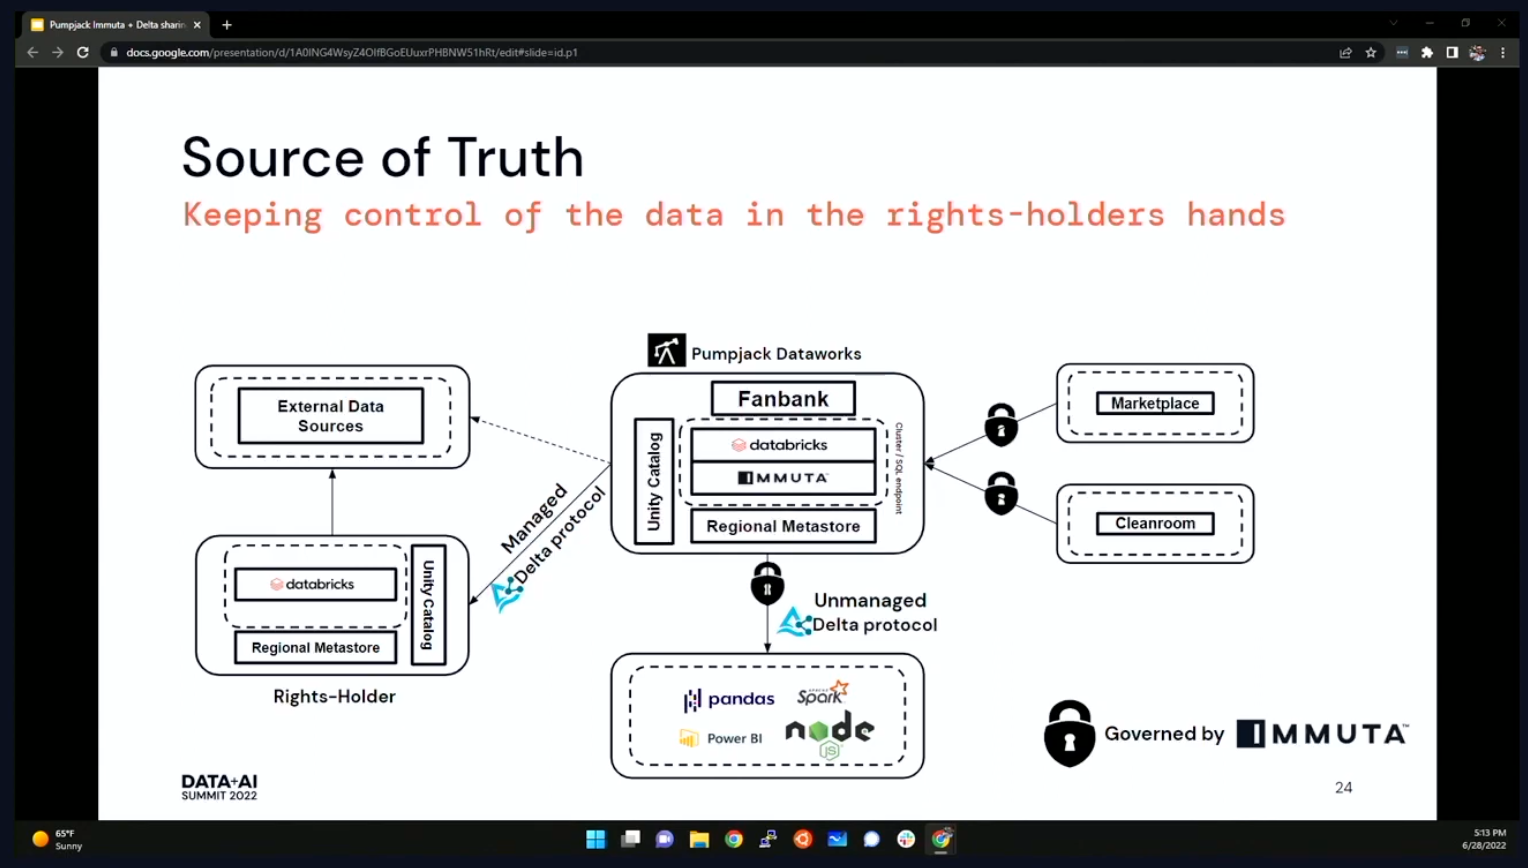 Pumpjack Immuta + Delta sharin
docs.google.com/presentation/d/1A0ING4WsyZ4OlfBGoEUuxrPHBNW51hRt/edit#slide=id.p1
Source of Truth
Keeping control of the data in the rights-holders hands
Pumpjack Dataworks
External Data
Sources
Fanbank
Unity Catalog
databricks
IMMUTA
Cluster / SQL endpoint
Regional Metastore
Marketplace
Cleanroom
Managed
Delta protocol
databricks
Unity Catalog
Regional Metastore
Rights-Holder
Unmanaged
Delta protocol
pandas
APACHE
Spark
Power BI
node
JS
Governed by IMMUTA™
DATA+AI
SUMMIT 2022
24
65°F
Sunny
5:13 PM
6/28/2022